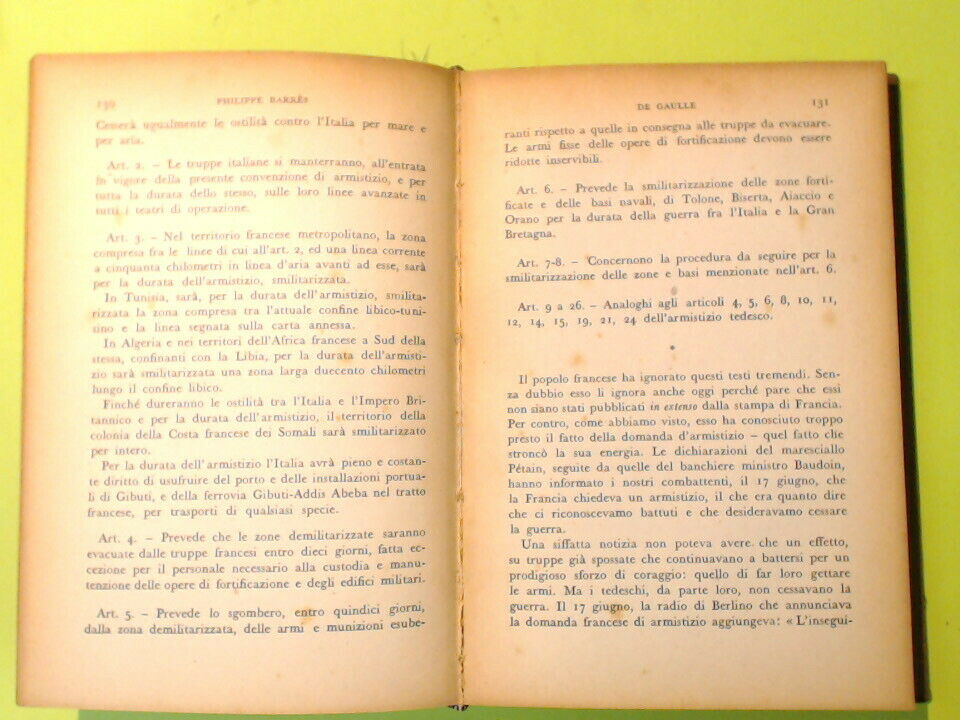 130 PHILIPPE BARRÈS
Cesserà ugualmente le ostilità contro l'Italia per mare e
per aria.
Art. 2. – Le truppe italiane si manterranno, all'entrata
in vigore della presente convenzione di armistizio, e per
tutta la durata dello stesso, sulle loro linee avanzate in
tutti i teatri di operazione.
Art. 3. – Nel territorio francese metropolitano, la zona
compresa fra le linee di cui all'art. 2, ed una linea corrente
a cinquanta chilometri in linea d'aria avanti ad esse, sarà
per la durata dell'armistizio, smilitarizzata.
In Tunisia, sarà, per la durata dell'armistizio, smilita-
rizzata la zona compresa tra l'attuale confine libico-tuni-
sino e la linea segnata sulla carta annessa.
In Algeria e nei territori dell'Africa francese a Sud della
stessa, confinanti con la Libia, per la durata dell'armisti-
zio sarà smilitarizzata una zona larga duecento chilometri
lungo il confine libico.
Finché dureranno le ostilità tra l'Italia e l'Impero Bri-
tannico e per la durata dell'armistizio, il territorio della
colonia della Costa francese dei Somali sarà smilitarizzato
per intero.
Per la durata dell'armistizio l'Italia avrà pieno e costan-
te diritto di usufruire del porto e delle installazioni portua-
li di Gibuti, e della ferrovia Gibuti-Addis Abeba nel tratto
francese, per trasporti di qualsiasi specie.
Art. 4. – Prevede che le zone demilitarizzate saranno
evacuate dalle truppe francesi entro dieci giorni, fatta ec-
cezione per il personale necessario alla custodia e manu-
tenzione delle opere di fortificazione e degli edifici militari.
Art. 5. – Prevede lo sgombero, entro quindici giorni,
dalla zona demilitarizzata, delle armi e munizioni esube-
DE GAULLE 131
ranti rispetto a quelle in consegna alle truppe da evacuare.
Le armi fisse delle opere di fortificazione devono essere
ridotte inservibili.
Art. 6. – Prevede la smilitarizzazione delle zone forti-
ficate e delle basi navali, di Tolone, Biserta, Aiaccio e
Orano per la durata della guerra fra l'Italia e la Gran
Bretagna.
Art. 7-8. – Concernono la procedura da seguire per la
smilitarizzazione delle zone e basi menzionate nell'art. 6.
Art. 9 a 26. – Analoghi agli articoli 4, 5, 6, 8, 10, 11,
12, 14, 15, 19, 21, 24 dell'armistizio tedesco.
*
Il popolo francese ha ignorato questi testi tremendi. Sen-
za dubbio esso li ignora anche oggi perché pare che essi
non siano stati pubblicati in extenso dalla stampa di Francia.
Per contro, come abbiamo visto, esso ha conosciuto troppo
presto il fatto della domanda d'armistizio – quel fatto che
stroncò la sua energia. Le dichiarazioni del maresciallo
Pétain, seguite da quelle del banchiere ministro Baudoin,
hanno informato i nostri combattenti, il 17 giugno, che
la Francia chiedeva un armistizio, il che era quanto dire
che ci riconoscevamo battuti e che desideravamo cessare
la guerra.
Una siffatta notizia non poteva avere che un effetto,
su truppe già spossate che continuavano a battersi per un
prodigioso sforzo di coraggio: quello di far loro gettare
le armi. Ma i tedeschi, da parte loro, non cessavano la
guerra. Il 17 giugno, la radio di Berlino che annunciava
la domanda francese di armistizio aggiungeva: « L'insegui-